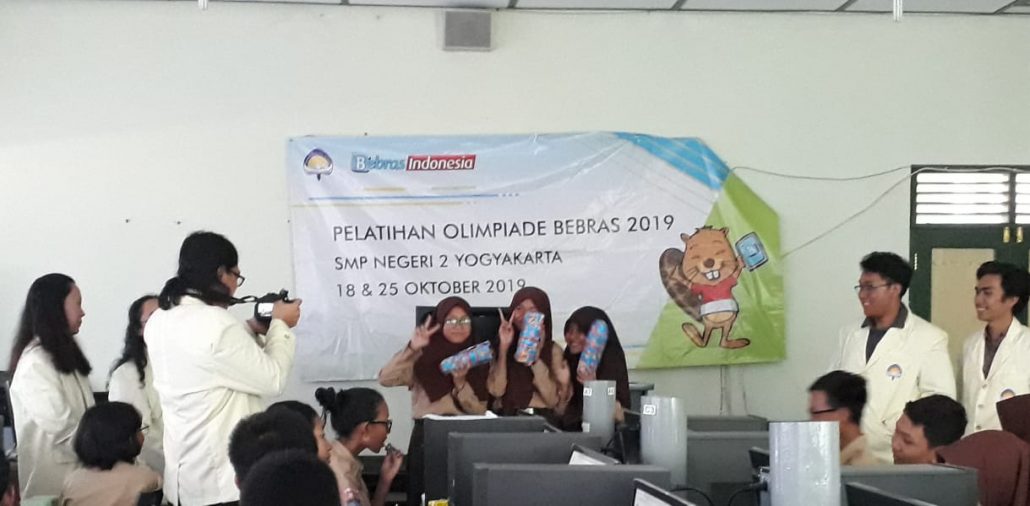 Bebras Indonesia
PELATIHAN OLIMPIADE BEBRAS 2019
SMP NEGERI 2 YOGYAKARTA
18 & 25 OKTOBER 2019